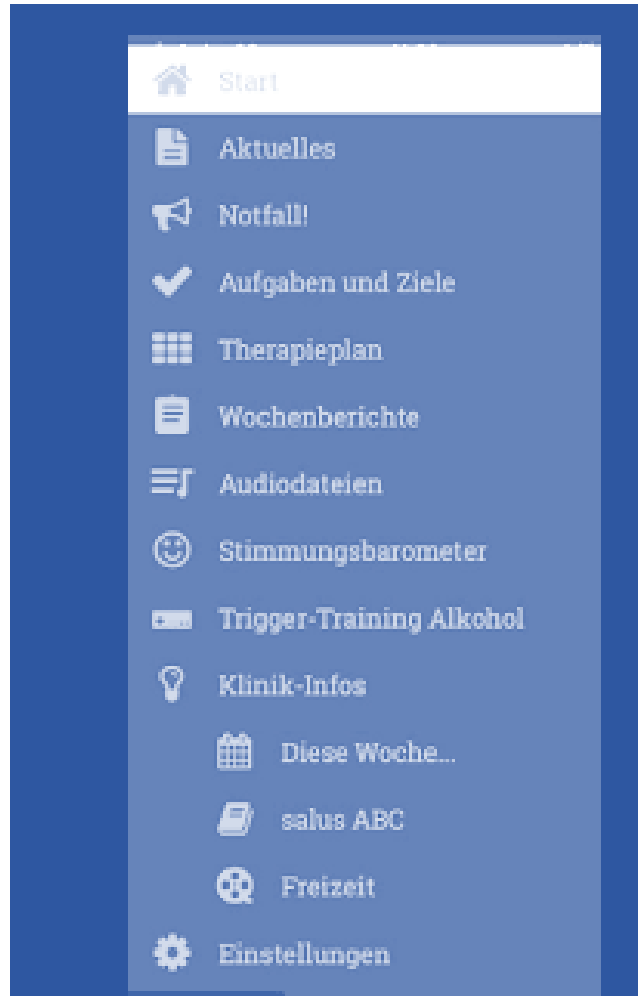 Start
Aktuelles
Notfall!
Aufgaben und Ziele
Therapieplan
Wochenberichte
Audiodateien
Stimmungsbarometer
Trigger-Training Alkohol
Klinik-Infos
Diese Woche...
salus ABC
Freizeit
Einstellungen